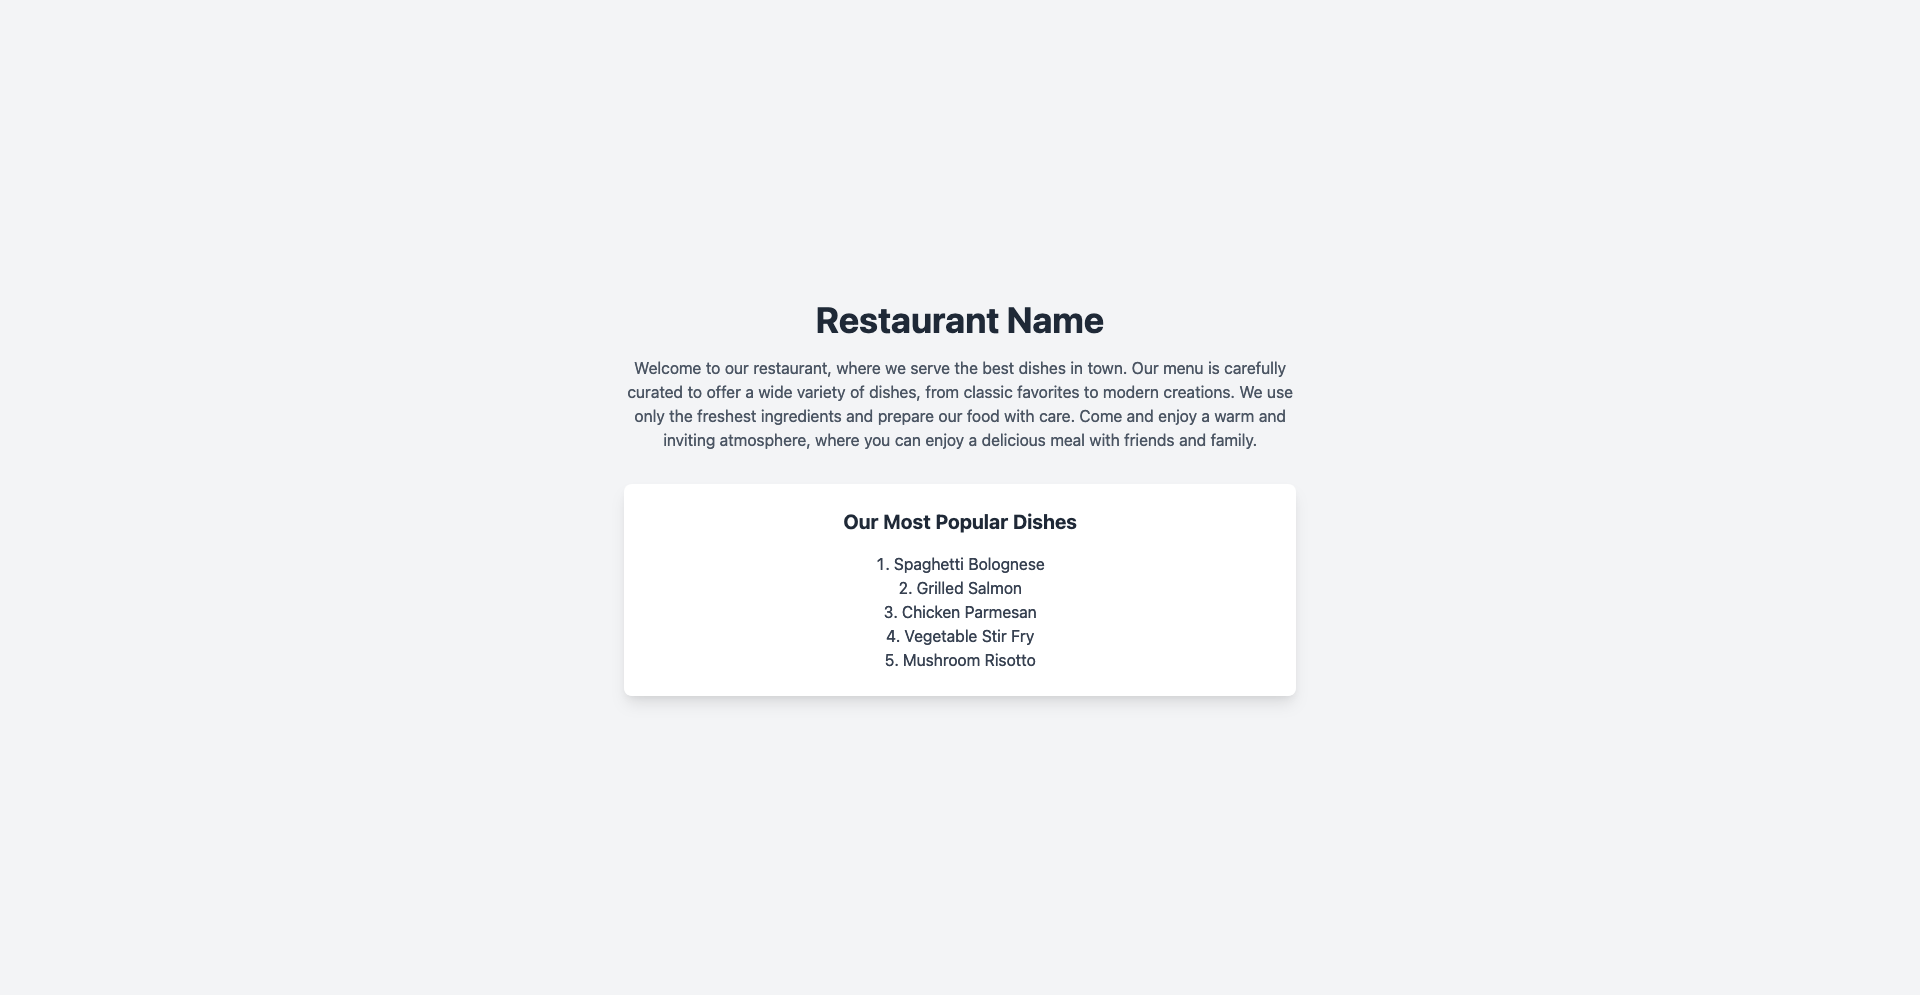 Restaurant Name
Welcome to our restaurant, where we serve the best dishes in town. Our menu is carefully
curated to offer a wide variety of dishes, from classic favorites to modern creations. We use
only the freshest ingredients and prepare our food with care. Come and enjoy a warm and
inviting atmosphere, where you can enjoy a delicious meal with friends and family.
Our Most Popular Dishes
1. Spaghetti Bolognese
2. Grilled Salmon
3. Chicken Parmesan
4. Vegetable Stir Fry
5. Mushroom Risotto